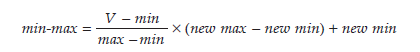 min-max = V – min / max – min × (new max – new min) + new min